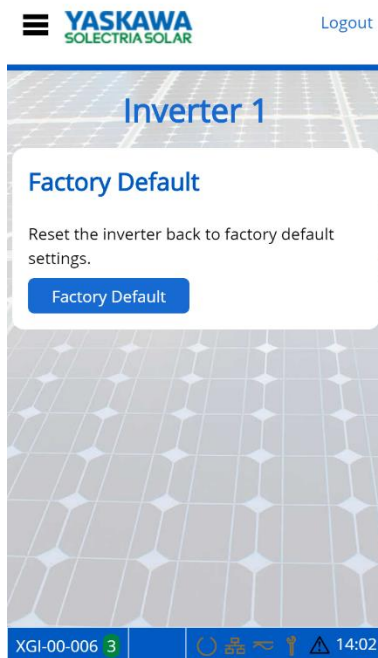 YASKAWA
SOLECTRIA SOLAR
Logout
Inverter 1
Factory Default
Reset the inverter back to factory default
settings.
Factory Default
XGI-00-006 3
14:02